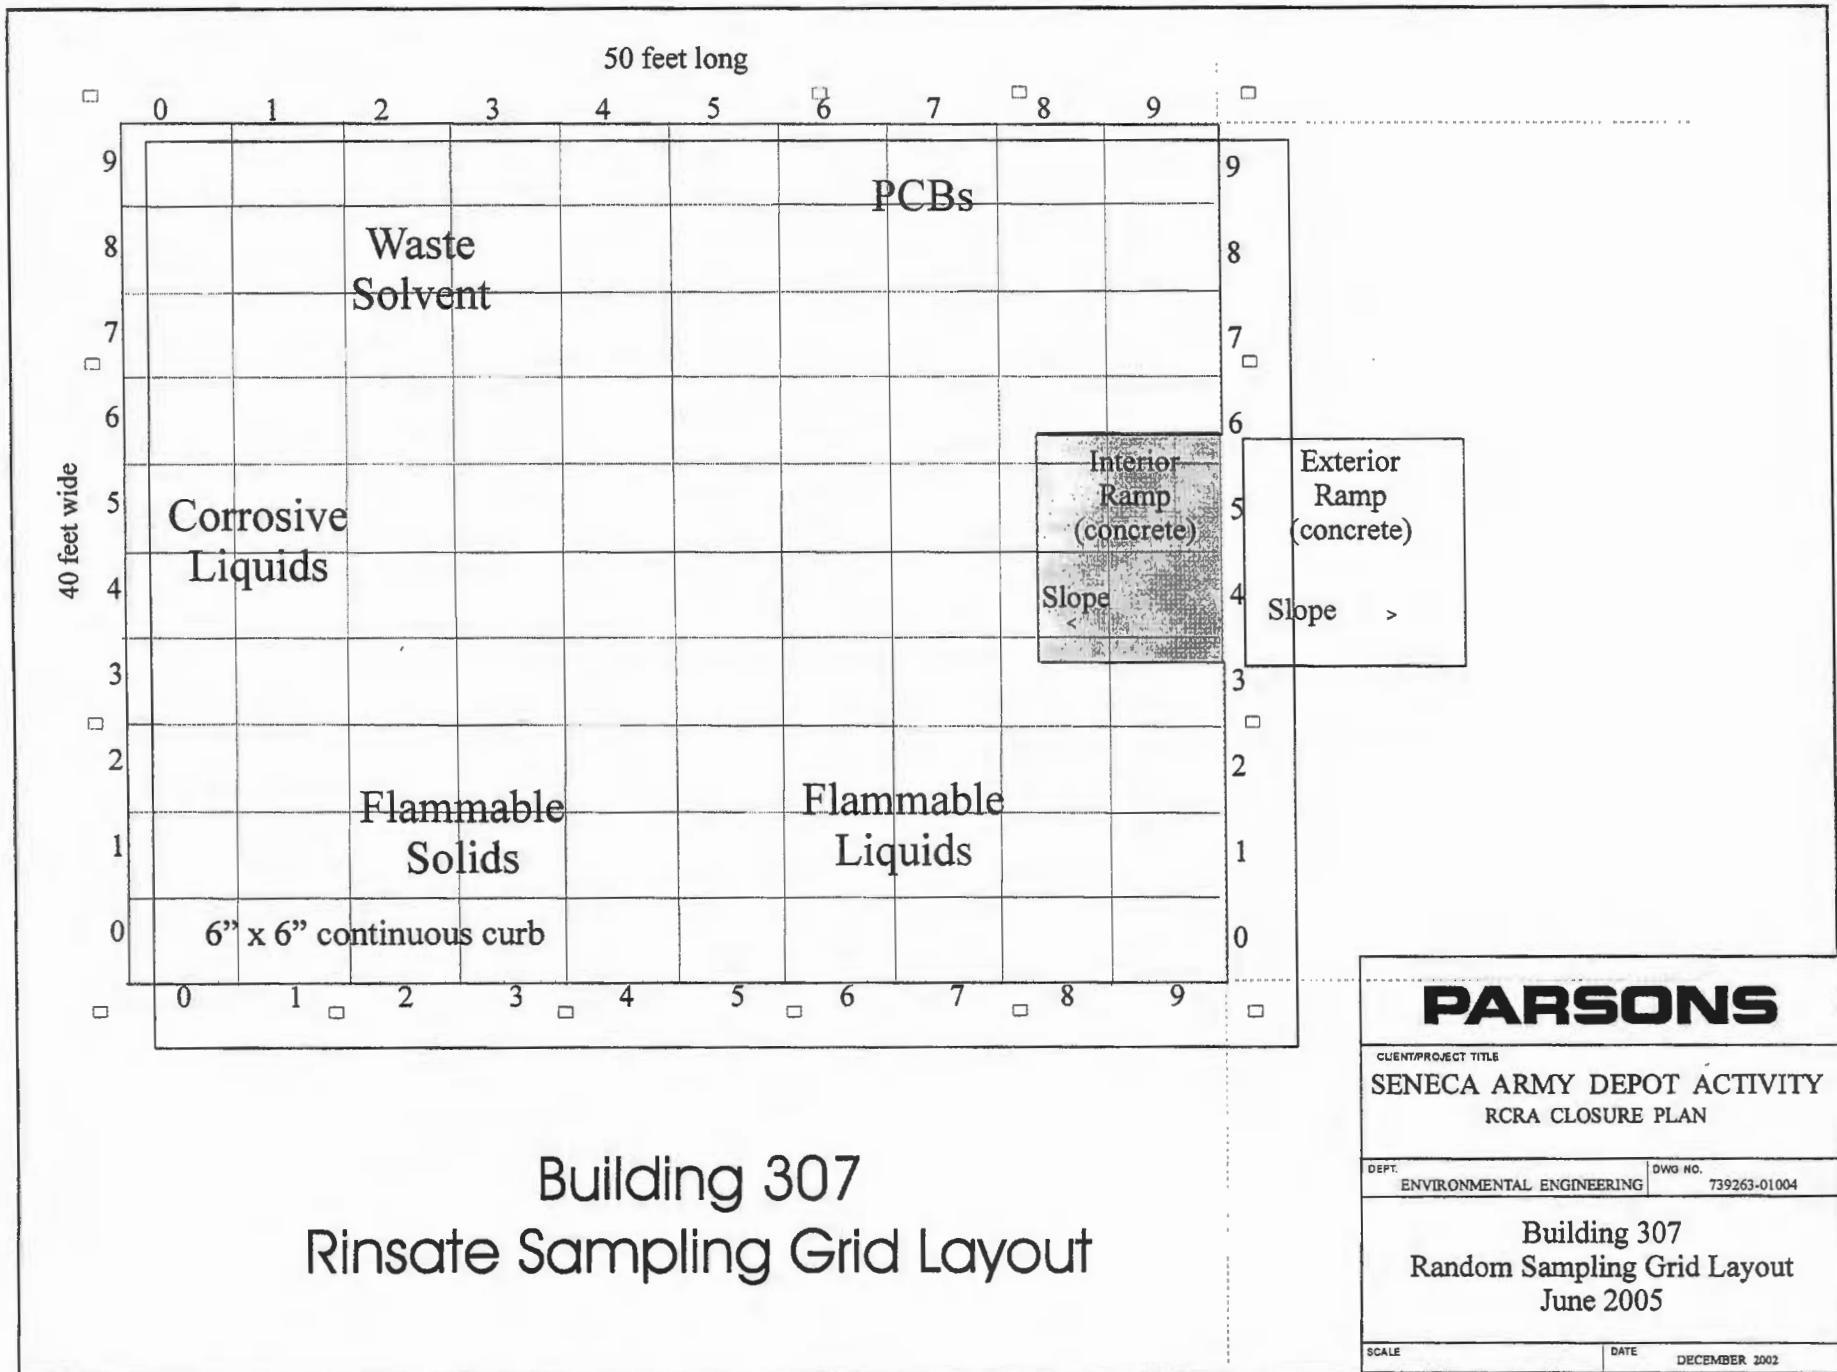 50 feet long
0 1 2 3 4 5 6 7 8 9
9 9
PCBs
Waste
8 8
Solvent
7 7
6 6
40 feet wide
Interior
Ramp
(concrete)
Exterior
Ramp
(concrete)
5 5
Corrosive
Liquids
4 4
Slope <
Slope >
3 3
2 2
Flammable
Solids
Flammable
Liquids
1 1
0 0
6” x 6” continuous curb
0 1 2 3 4 5 6 7 8 9
Building 307
Rinsate Sampling Grid Layout
PARSONS
CLIENT/PROJECT TITLE
SENECA ARMY DEPOT ACTIVITY
RCRA CLOSURE PLAN
DEPT.
ENVIRONMENTAL ENGINEERING
DWG NO.
739263-01004
Building 307
Random Sampling Grid Layout
June 2005
SCALE
DATE
DECEMBER 2002